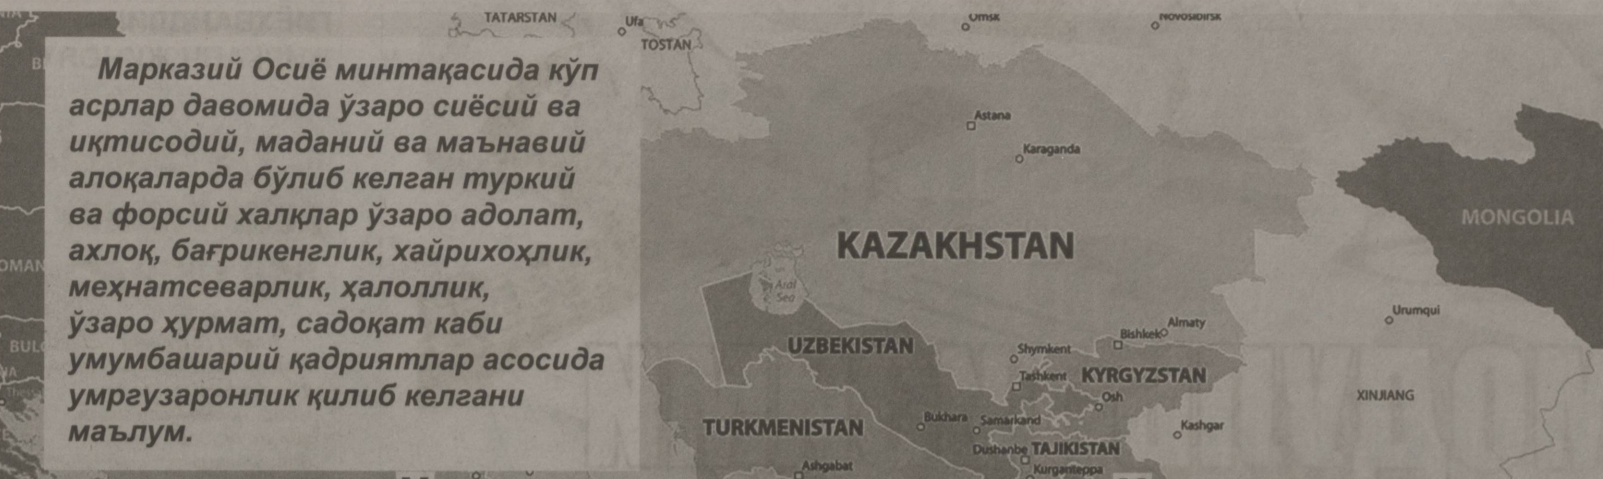 Марказий Осиё минтақасида кўп
асрлар давомида ўзаро сиёсий ва
иқтисодий, маданий ва маънавий
алоқаларда бўлиб келган туркий
ва форсий халқлар ўзаро адолат,
ахлоқ, бағрикенглик, хайрихоҳлик,
меҳнатсеварлик, ҳалоллик,
ўзаро ҳурмат, садоқат каби
умумбашарий қадриятлар асосида
умргузаронлик қилиб келгани
маълум.
TATARSTAN
Ufa
TOSTAN
Omsk
Novosibirsk
Astana
Karaganda
MONGOLIA
KAZAKHSTAN
Aral
Sea
Urumqui
Almaty
Bishkek
UZBEKISTAN
Shymkent
Tashkent
KYRGYZSTAN
Osh
XINJIANG
Bukhara
Samarkand
Kashgar
TURKMENISTAN
Dushanbe
TAJIKISTAN
Ashgabat
Kurganteppa